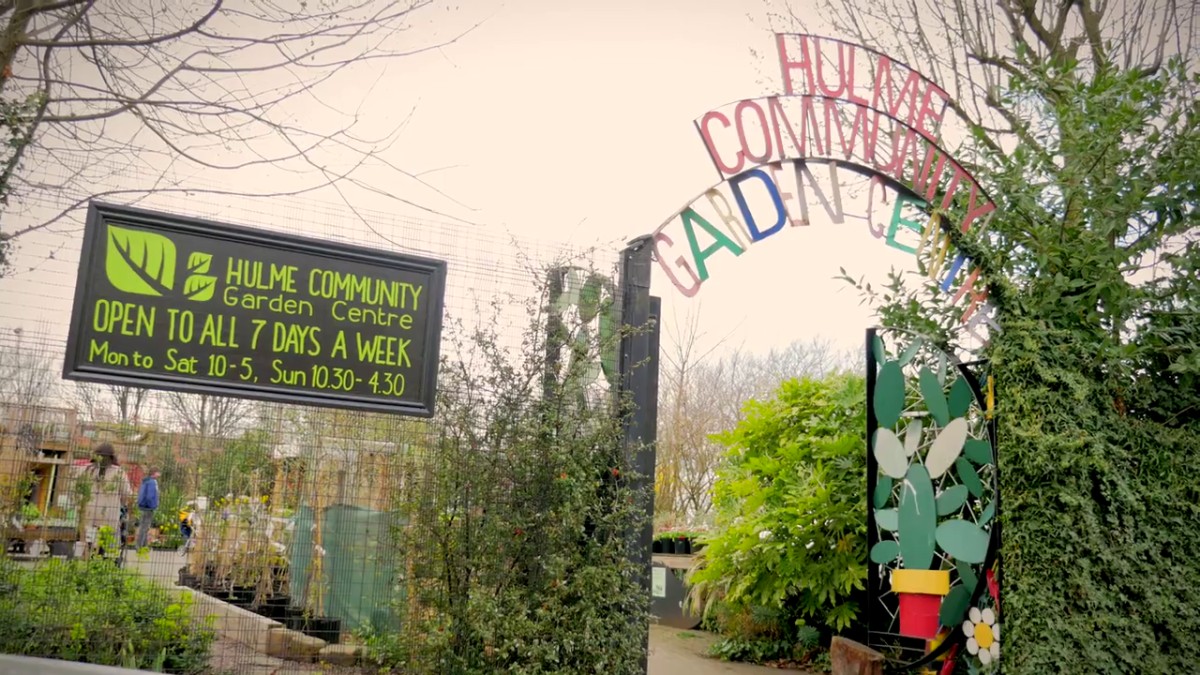 HULME COMMUNITY
Garden Centre
OPEN TO ALL 7 DAYS A WEEK
Mon to Sat 10-5, Sun 10.30-4.30
HULME
COMMUNITY
GARDEN CENTRE